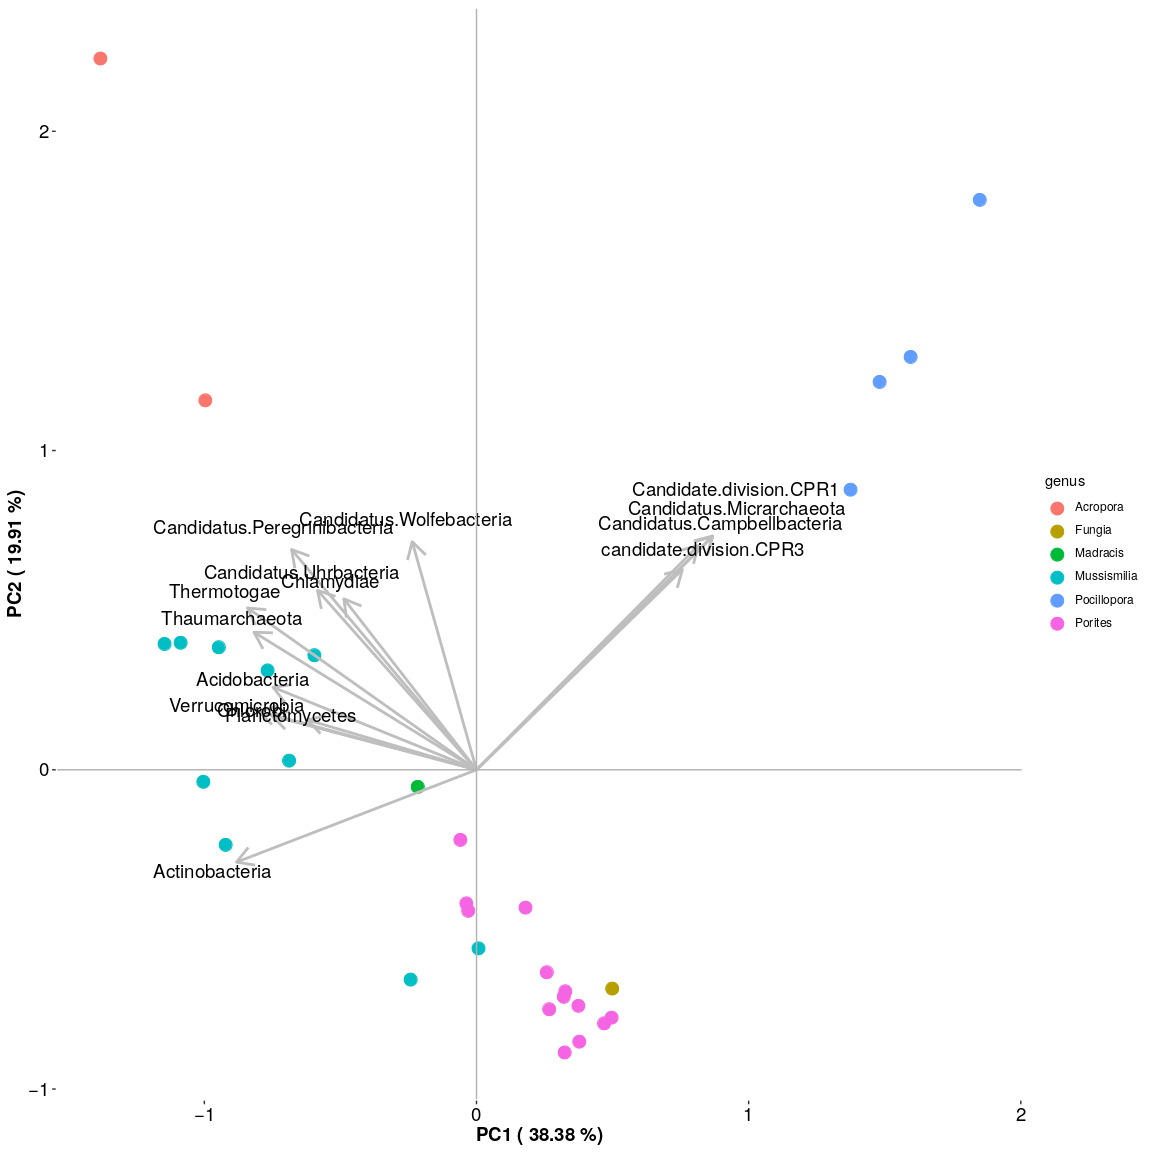 2
1
0
−1
PC2 ( 19.91 %)
Candidate.division.CPR1
Candidatus.Micrarchaeota
Candidatus.Campbellbacteria
candidate.division.CPR3
Candidatus.Wolfebacteria
Candidatus.Peregrinibacteria
Candidatus.Uhrbacteria
Chlamydiae
Thermotogae
Thaumarchaeota
Acidobacteria
Verrucomicrobia
Chlorobi
Planctomycetes
Actinobacteria
genus
Acropora
Fungia
Madracis
Mussismilia
Pocillopora
Porites
−1
0
1
2
PC1 ( 38.38 %)